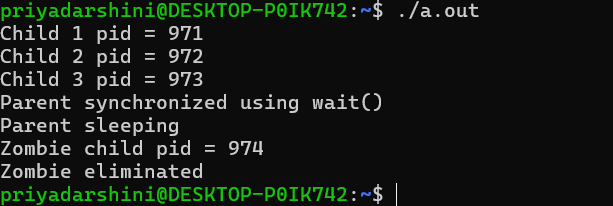 priyadarshini@DESKTOP-P0IK742:~$ ./a.out
Child 1 pid = 971
Child 2 pid = 972
Child 3 pid = 973
Parent synchronized using wait()
Parent sleeping
Zombie child pid = 974
Zombie eliminated
priyadarshini@DESKTOP-P0IK742:~$